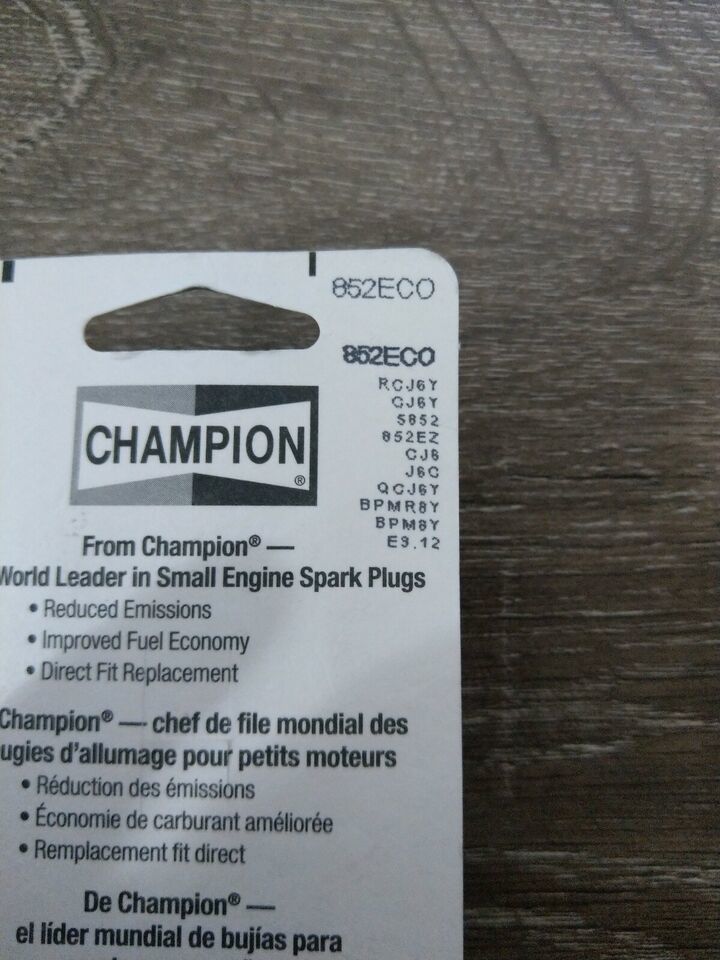 852ECO
852ECO
RCJ6Y
CJ6Y
5852
852EZ
CJ6
J6C
QCJ6Y
BPMR8Y
BPM8Y
E3.12
CHAMPION®
From Champion® —
World Leader in Small Engine Spark Plugs
• Reduced Emissions
• Improved Fuel Economy
• Direct Fit Replacement
Champion® — chef de file mondial des
ugies d'allumage pour petits moteurs
• Réduction des émissions
• Économie de carburant améliorée
• Remplacement fit direct
De Champion® —
el líder mundial de bujías para